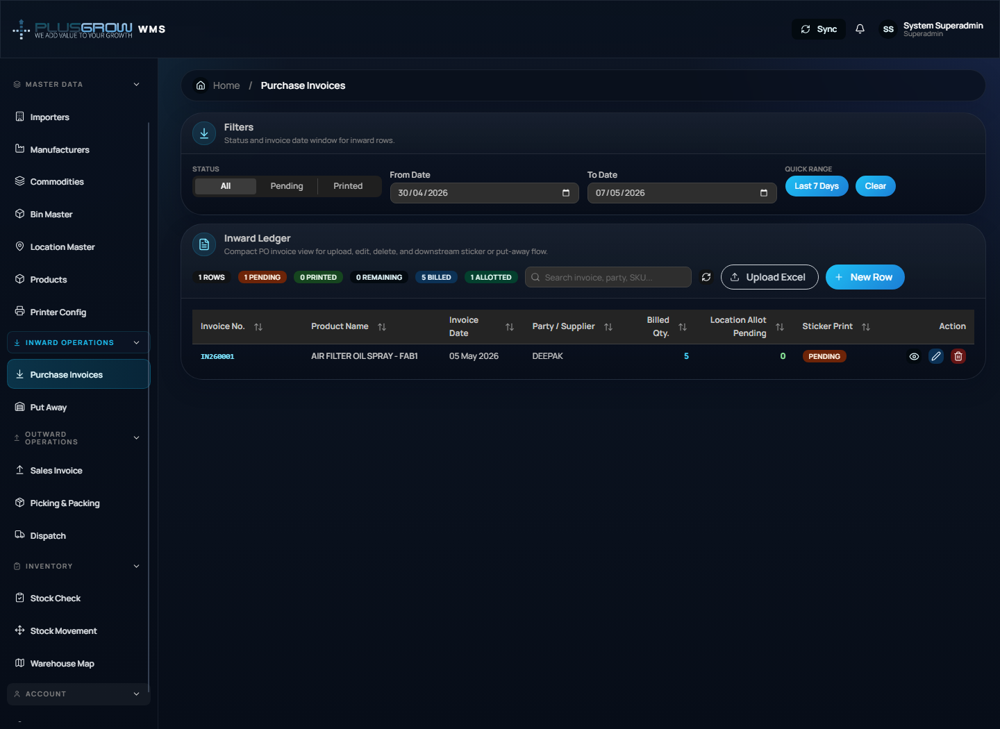 PLUSGROW WMS
WE ADD VALUE TO YOUR GROWTH
Sync
SS
System Superadmin
Superadmin
MASTER DATA
Importers
Manufacturers
Commodities
Bin Master
Location Master
Products
Printer Config
INWARD OPERATIONS
Purchase Invoices
Put Away
OUTWARD
OPERATIONS
Sales Invoice
Picking & Packing
Dispatch
INVENTORY
Stock Check
Stock Movement
Warehouse Map
ACCOUNT
Home / Purchase Invoices
Filters
Status and invoice date window for inward rows.
STATUS
All Pending Printed
From Date
30/04/2026
To Date
07/05/2026
QUICK RANGE
Last 7 Days Clear
Inward Ledger
Compact PO invoice view for upload, edit, delete, and downstream sticker or put-away flow.
1 ROWS 1 PENDING 0 PRINTED 0 REMAINING 5 BILLED 1 ALLOTTED Search invoice, party, SKU... Upload Excel + New Row
Invoice No. Product Name Invoice Date Party / Supplier Billed Qty. Location Allot Pending Sticker Print Action
IN260001 AIR FILTER OIL SPRAY - FAB1 05 May 2026 DEEPAK 5 0 PENDING